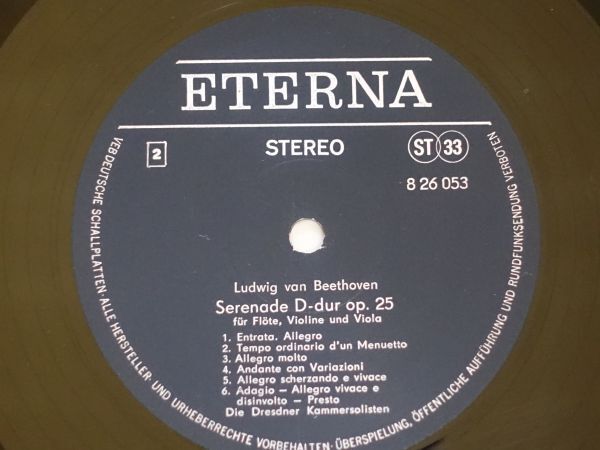 ETERNA
2 STEREO ST 33
8 26 053
Ludwig van Beethoven
Serenade D-dur op. 25
für Flöte, Violine und Viola
1. Entrata. Allegro
2. Tempo ordinario d'un Menuetto
3. Allegro molto
4. Andante con Variazioni
5. Allegro scherzando e vivace
6. Adagio – Allegro vivace e
disinvolto – Presto
Die Dresdner Kammersolisten
VEB DEUTSCHE SCHALLPLATTEN · ALLE HERSTELLER- UND URHEBERRECHTE VORBEHALTEN · ÜBERSPIELUNG, ÖFFENTLICHE AUFFÜHRUNG UND RUNDFUNKSENDUNG VERBOTEN